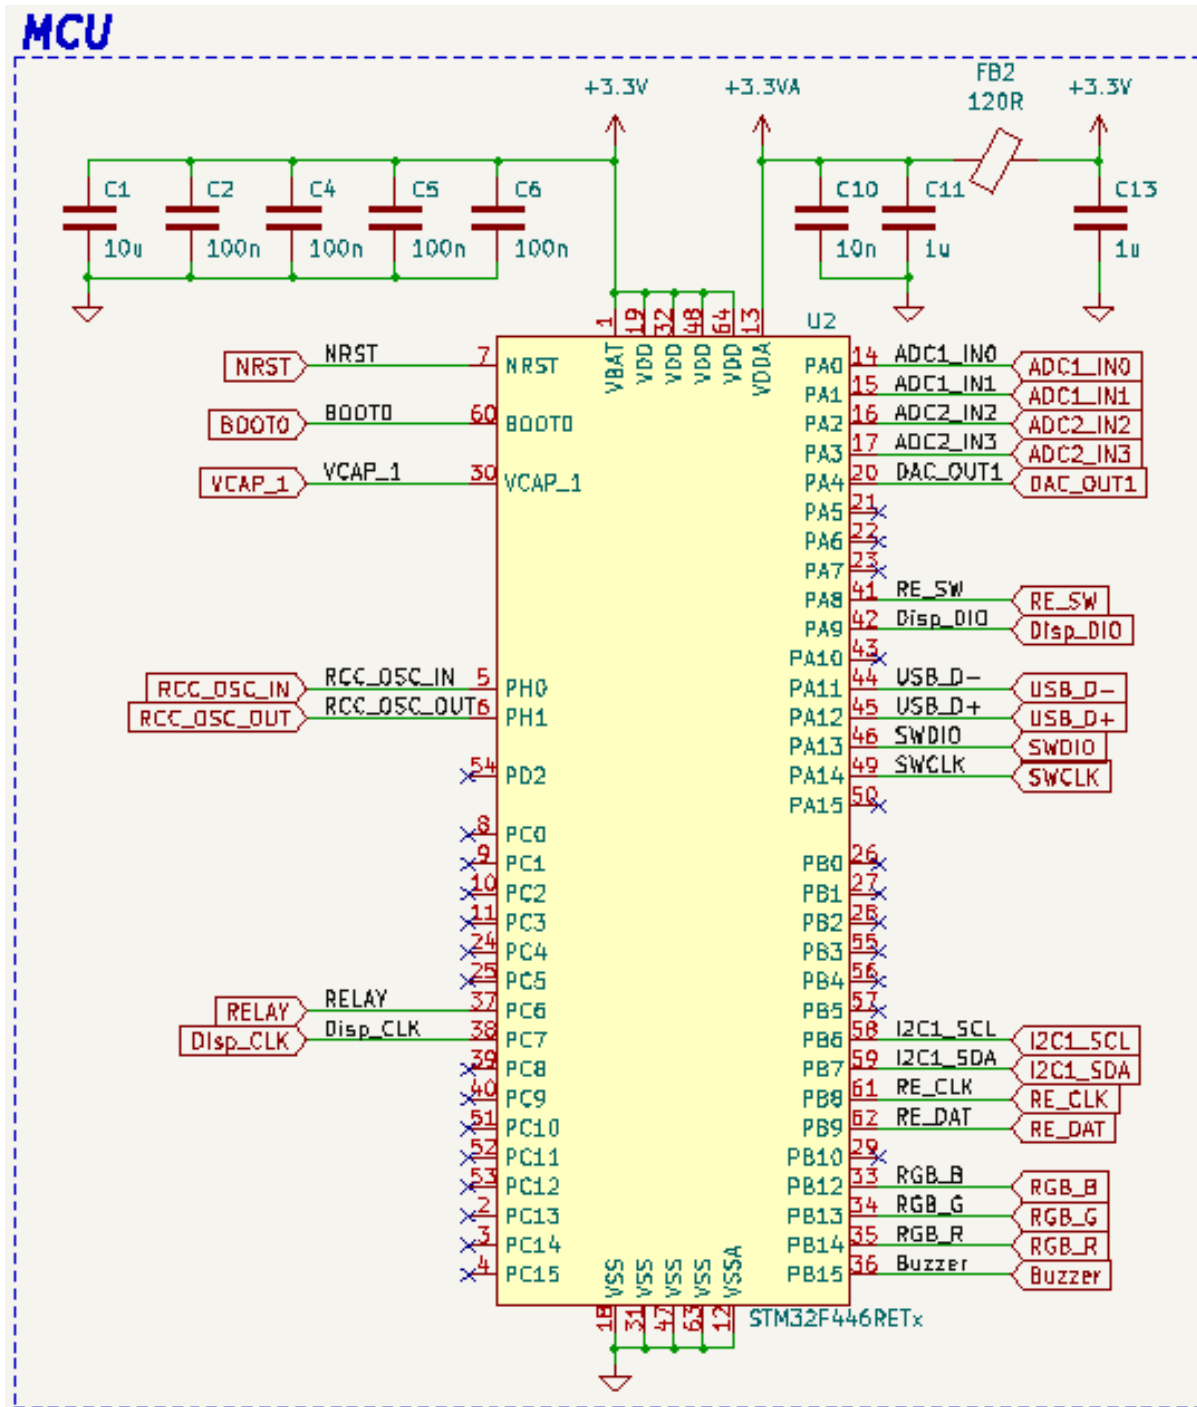 MCU
+3.3V +3.3VA FB2 120R +3.3V
C1 C2 C4 C5 C6 C10 C11 C13
10u 100n 100n 100n 100n 10n 1u 1u
1 19 32 48 64 13 U2
VBAT VDD VDD VDD VDD VDDA
NRST NRST 7 NRST PA0 14 ADC1_IN0 ADC1_IN0
PA1 15 ADC1_IN1 ADC1_IN1
BOOT0 BOOT0 60 BOOT0 PA2 16 ADC2_IN2 ADC2_IN2
PA3 17 ADC2_IN3 ADC2_IN3
VCAP_1 VCAP_1 30 VCAP_1 PA4 20 DAC_OUT1 DAC_OUT1
PA5 21
PA6 22
PA7 23
PA8 41 RE_SW RE_SW
PA9 42 Disp_DIO Disp_DIO
PA10 43
RCC_OSC_IN RCC_OSC_IN 5 PH0 PA11 44 USB_D- USB_D-
RCC_OSC_OUT RCC_OSC_OUT 6 PH1 PA12 45 USB_D+ USB_D+
PA13 46 SWDIO SWDIO
54 PD2 PA14 49 SWCLK SWCLK
PA15 50
8 PC0
9 PC1 PB0 26
10 PC2 PB1 27
11 PC3 PB2 28
24 PC4 PB3 55
25 PC5 PB4 56
RELAY RELAY 37 PC6 PB5 57
Disp_CLK Disp_CLK 38 PC7 PB6 58 I2C1_SCL I2C1_SCL
39 PC8 PB7 59 I2C1_SDA I2C1_SDA
40 PC9 PB8 61 RE_CLK RE_CLK
51 PC10 PB9 62 RE_DAT RE_DAT
52 PC11 PB10 29
53 PC12 PB12 33 RGB_B RGB_B
2 PC13 PB13 34 RGB_G RGB_G
3 PC14 PB14 35 RGB_R RGB_R
4 PC15 PB15 36 Buzzer Buzzer
VSS VSS VSS VSS VSSA
18 31 47 63 12 STM32F446RETx